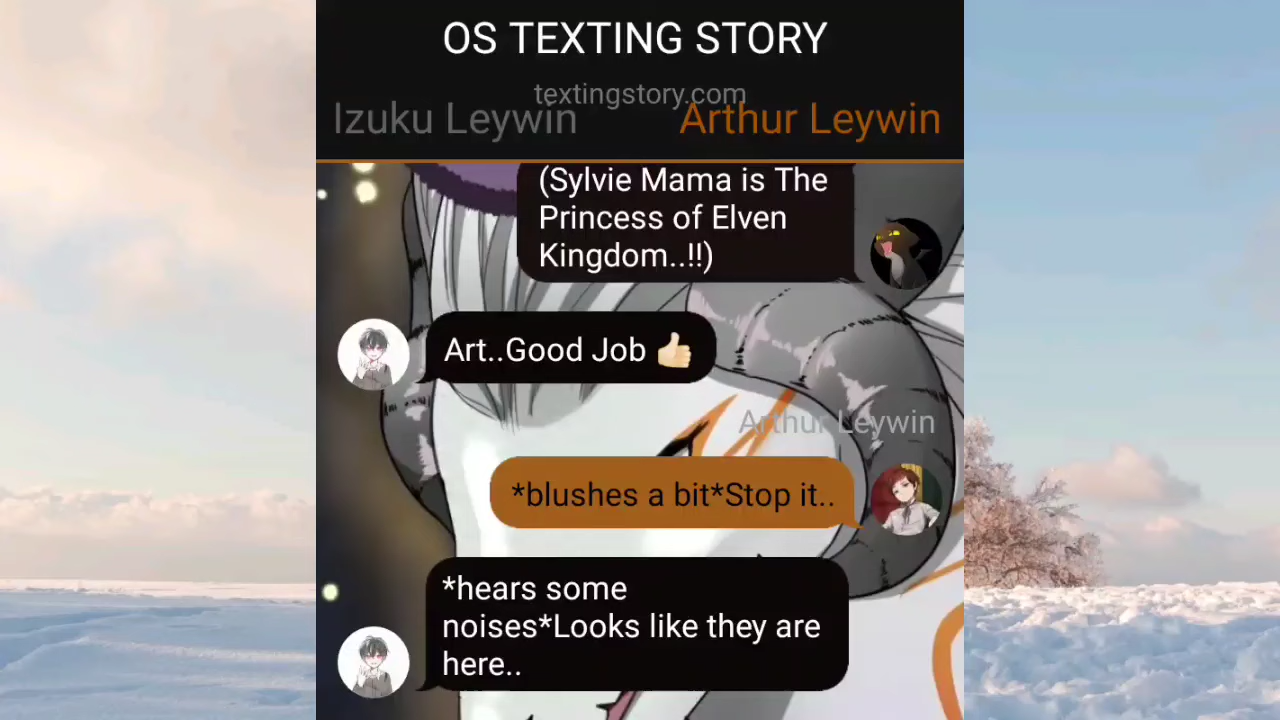 OS TEXTING STORY
textingstory.com
Izuku Leywin
Arthur Leywin
(Sylvie Mama is The
Princess of Elven
Kingdom..!!)
Art..Good Job 👍🏻
Arthur Leywin
*blushes a bit*Stop it..
*hears some
noises*Looks like they are
here..